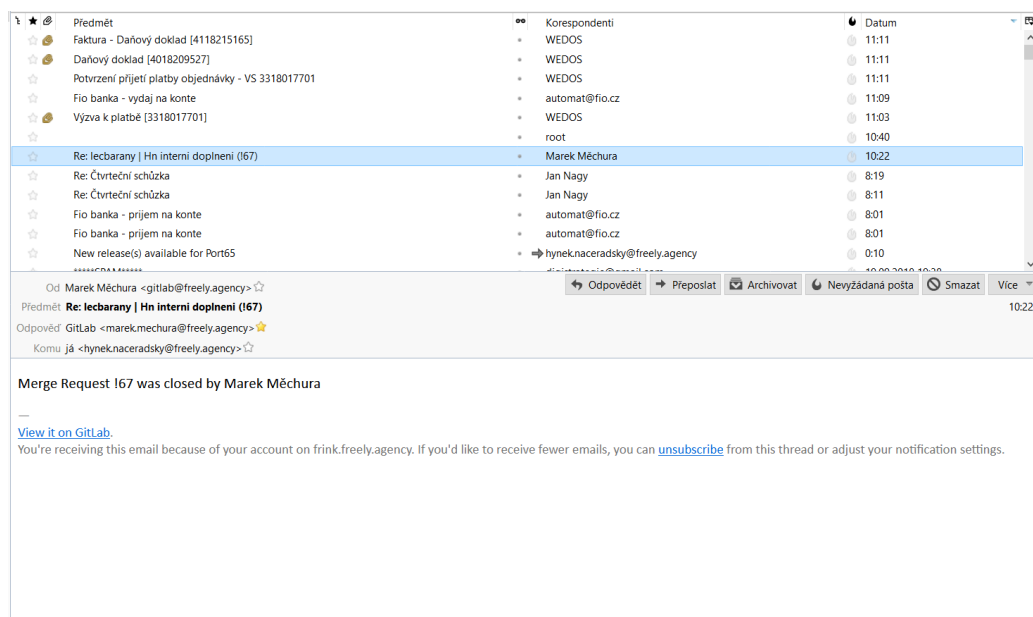 Předmět Korespondenti Datum
Faktura - Daňový doklad [4118215165] WEDOS 11:11
Daňový doklad [4018209527] WEDOS 11:11
Potvrzení přijetí platby objednávky - VS 3318017701 WEDOS 11:11
Fio banka - vydaj na konte automat@fio.cz 11:09
Výzva k platbě [3318017701] WEDOS 11:03
root 10:40
Re: lecbarany | Hn interni doplneni (!67) Marek Měchura 10:22
Re: Čtvrteční schůzka Jan Nagy 8:19
Re: Čtvrteční schůzka Jan Nagy 8:11
Fio banka - prijem na konte automat@fio.cz 8:01
Fio banka - prijem na konte automat@fio.cz 8:01
New release(s) available for Port65 hynek.naceradsky@freely.agency 0:10
Od Marek Měchura <gitlab@freely.agency> Odpovědět Přeposlat Archivovat Nevyžádaná pošta Smazat Více
Předmět Re: lecbarany | Hn interni doplneni (!67) 10:22
Odpověď GitLab <marek.mechura@freely.agency>
Komu já <hynek.naceradsky@freely.agency>
Merge Request !67 was closed by Marek Měchura
—
View it on GitLab.
You're receiving this email because of your account on frink.freely.agency. If you'd like to receive fewer emails, you can unsubscribe from this thread or adjust your notification settings.